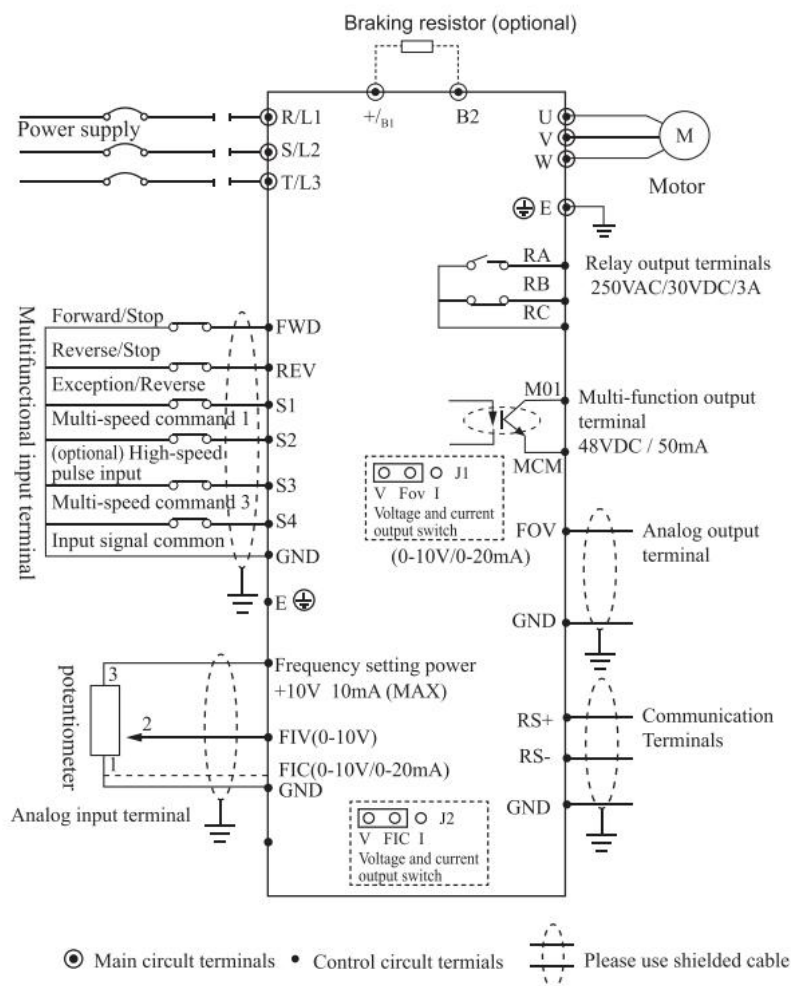 Braking resistor (optional)
+/B1
B2
Power supply
R/L1
S/L2
T/L3
U
V
W
M
Motor
E
RA
RB
RC
Relay output terminals
250VAC/30VDC/3A
Multifunctional input terminal
Forward/Stop
FWD
Reverse/Stop
REV
Exception/Reverse
S1
Multi-speed command 1
S2
(optional) High-speed
pulse input
S3
Multi-speed command 3
S4
Input signal common
GND
E
M01
MCM
Multi-function output
terminal
48VDC / 50mA
J1
V Fov I
Voltage and current
output switch
(0-10V/0-20mA)
FOV
Analog output
terminal
GND
potentiometer
3
2
1
Frequency setting power
+10V 10mA (MAX)
FIV(0-10V)
FIC(0-10V/0-20mA)
GND
Analog input terminal
RS+
RS-
GND
Communication
Terminals
J2
V FIC I
Voltage and current
output switch
Main circult terminals
Control circult termials
Please use shielded cable